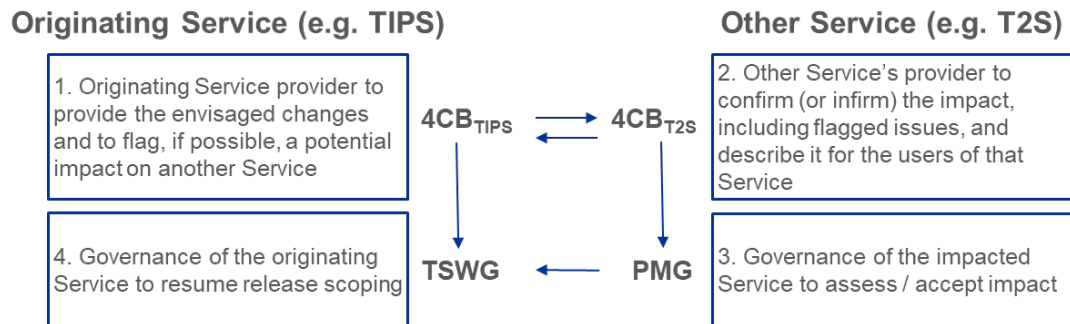 Originating Service (e.g. TIPS)
Other Service (e.g. T2S)
1. Originating Service provider to
provide the envisaged changes
and to flag, if possible, a potential
impact on another Service
4CBTIPS
4CBT2S
2. Other Service's provider to
confirm (or infirm) the impact,
including flagged issues, and
describe it for the users of that
Service
4. Governance of the originating
Service to resume release scoping
TSWG
PMG
3. Governance of the impacted
Service to assess / accept impact